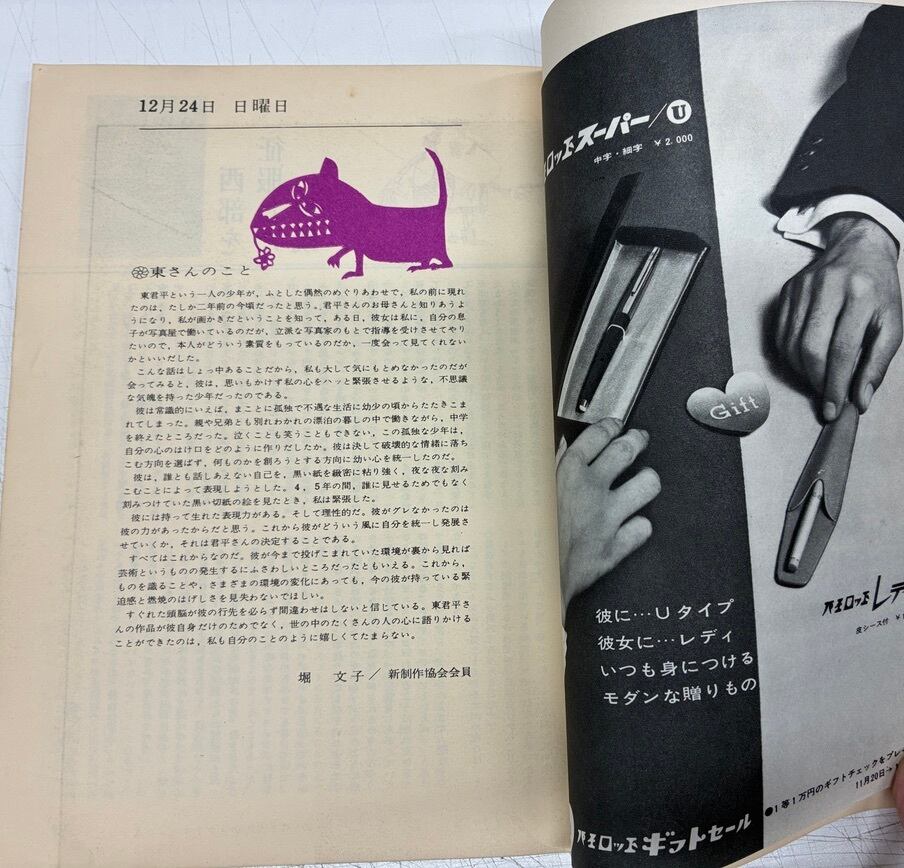 12月24日 日曜日
東さんのこと
東君平という一人の少年が，ふとした偶然のめぐりあわせで，私の前に現れ
たのは，たしか二年前の今頃だったと思う。君平さんのお母さんと知りあうよ
うになり，私が画かきだということを知って，ある日，彼女は私に，自分の息
子が写真屋で働いているのだが，立派な写真家のもとで指導を受けさせてやり
たいので，本人がどういう素質をもっているのだか，一度会って見てくれない
かといいだした。
こんな話はしょっ中あることだから，私も大して気にもとめなかったのだが
会ってみると，彼は，思いもかけず私の心をハッと緊張させるような，不思議
な気魄を持った少年だったのである。
彼は常識的にいえば，まことに孤独で不遇な生活に幼少の頃からたたきこま
れてしまった。親や兄弟とも別れわかれの漂泊の暮しの中で働きながら，中学
を終えたところだった。泣くことも笑うこともできない，この孤独な少年は，
自分の心のはけ口をどのように作りだしたか。彼は決して破壊的な情緒に落ち
こむ方向を選ばず，何ものかを創ろうとする方向に幼い心を統一したのだ。
彼は，誰とも話しあえない自己を，黒い紙を緻密に粘り強く，夜な夜な刻み
こむことによって表現しようとした。4，5年の間，誰に見せるためでもなく
刻みつけていた黒い切紙の絵を見たとき，私は緊張した。
彼には持って生れた表現力がある。そして理性的だ。彼がグレなかったのは
彼の力があったからだと思う。これから彼がどういう風に自分を統一し発展さ
せていくか，それは君平さんの決定することである。
すべてはこれからなのだ。彼が今まで投げこまれていた環境が裏から見れば
芸術というものの発生するにふさわしいところだったともいえる。これから，
ものを識ることや，さまざまの環境の変化にあっても，今の彼が持っている緊
迫感と燃焼のはげしさを見失わないでほしい。
すぐれた頭脳が彼の行先を必らず間違わせはしないと信じている。東君平さ
んの作品が彼自身だけのためでなく，世の中のたくさんの人の心に語りかける
ことができたのは，私も自分のことのように嬉しくてたまらない。
堀 文子／新制作協会会員
イロットスーパー／U
中字・細字 ￥2.000
Gift
パイロットレデ
皮シース付 ￥
彼に…Uタイプ
彼女に…レディ
いつも身につける
モダンな贈りもの
●1等1万円のギフトチェックをプレ
11月20日→
パイロットギフトセール